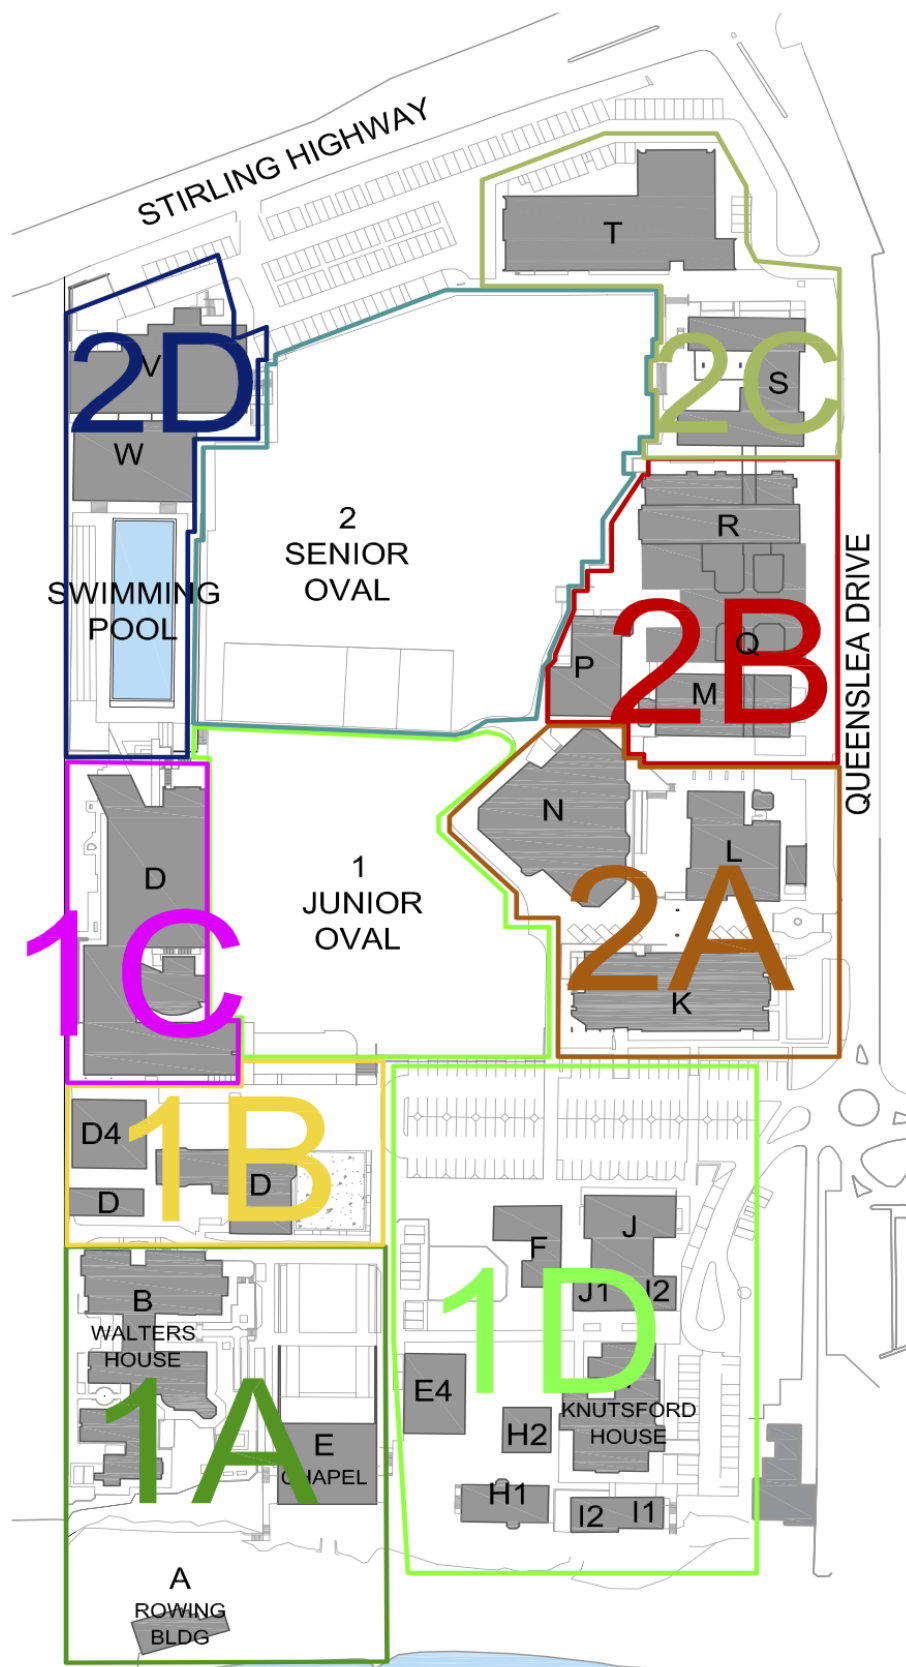 STIRLING HIGHWAY
T
2D
V
2C
S
W
2
SENIOR
OVAL
R
QUEENSLEA DRIVE
SWIMMING
POOL
2B
Q
P
M
N
L
1
JUNIOR
OVAL
D
1C
2A
K
D4
1B
D
D
F
J
J1
J2
1D
B
WALTERS
HOUSE
E4
KNUTSFORD
HOUSE
H2
1A
E
CHAPEL
H1
I2
I1
A
ROWING
BLDG